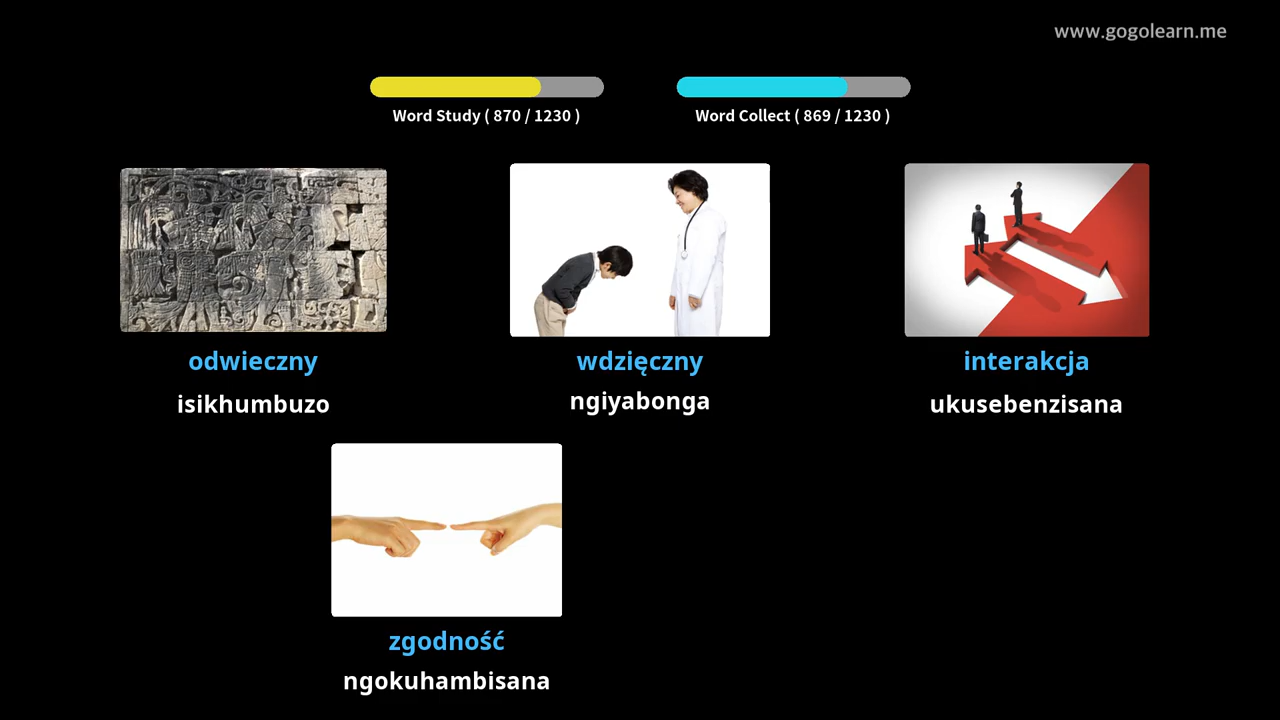 www.gogolearn.me
Word Study ( 870 / 1230 )
Word Collect ( 869 / 1230 )
odwieczny
isikhumbuzo
wdzięczny
ngiyabonga
interakcja
ukusebenzisana
zgodność
ngokuhambisana